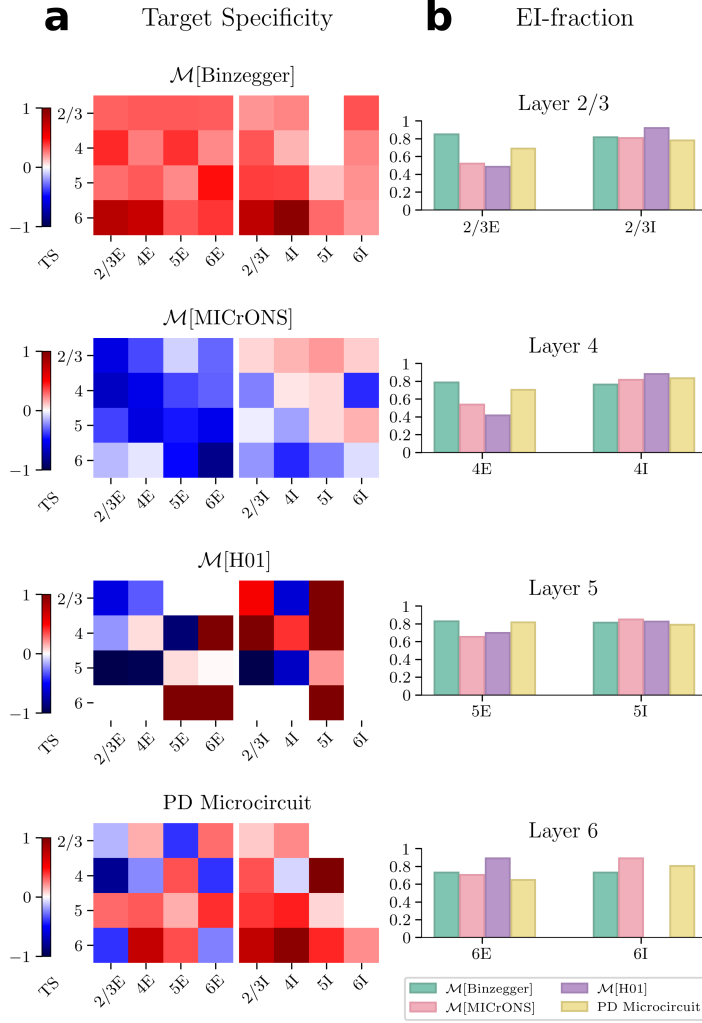 a Target Specificity
b EI-fraction
M[Binzegger]
1
0
−1
TS
2/3
4
5
6
2/3E 4E 5E 6E 2/3I 4I 5I 6I
Layer 2/3
1
0.8
0.6
0.4
0.2
0
2/3E 2/3I
M[MICrONS]
1
0
−1
TS
2/3
4
5
6
2/3E 4E 5E 6E 2/3I 4I 5I 6I
Layer 4
1
0.8
0.6
0.4
0.2
0
4E 4I
M[H01]
1
0
−1
TS
2/3
4
5
6
2/3E 4E 5E 6E 2/3I 4I 5I 6I
Layer 5
1
0.8
0.6
0.4
0.2
0
5E 5I
PD Microcircuit
1
0
−1
TS
2/3
4
5
6
2/3E 4E 5E 6E 2/3I 4I 5I 6I
Layer 6
1
0.8
0.6
0.4
0.2
0
6E 6I
M[Binzegger] M[H01]
M[MICrONS] PD Microcircuit